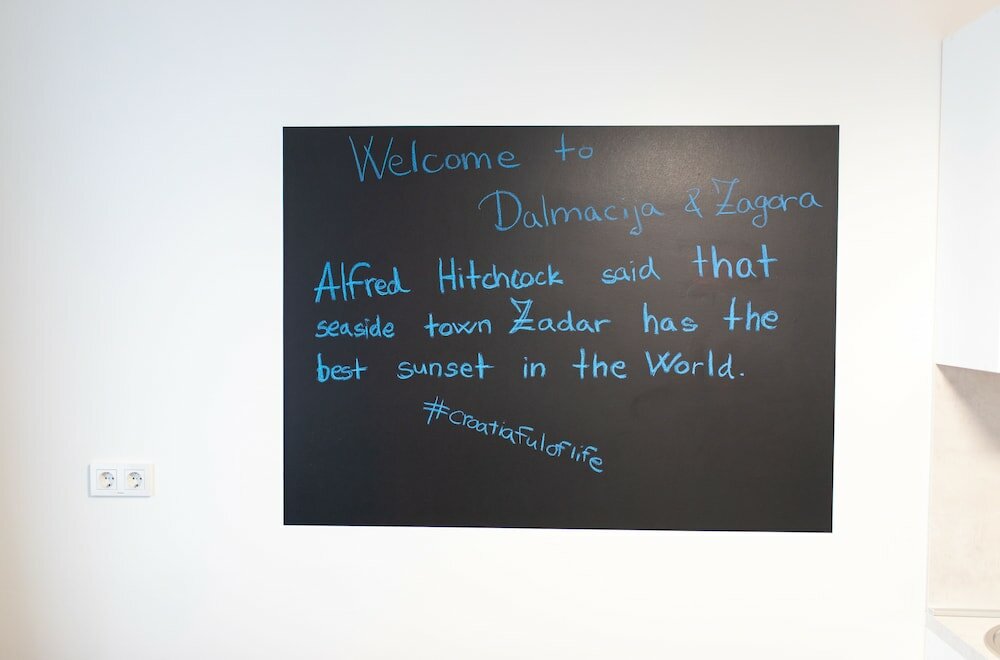 Welcome to
Dalmacija & Zagora
Alfred Hitchcock said that
seaside town Zadar has the
best sunset in the World.
#croatiafuloflife